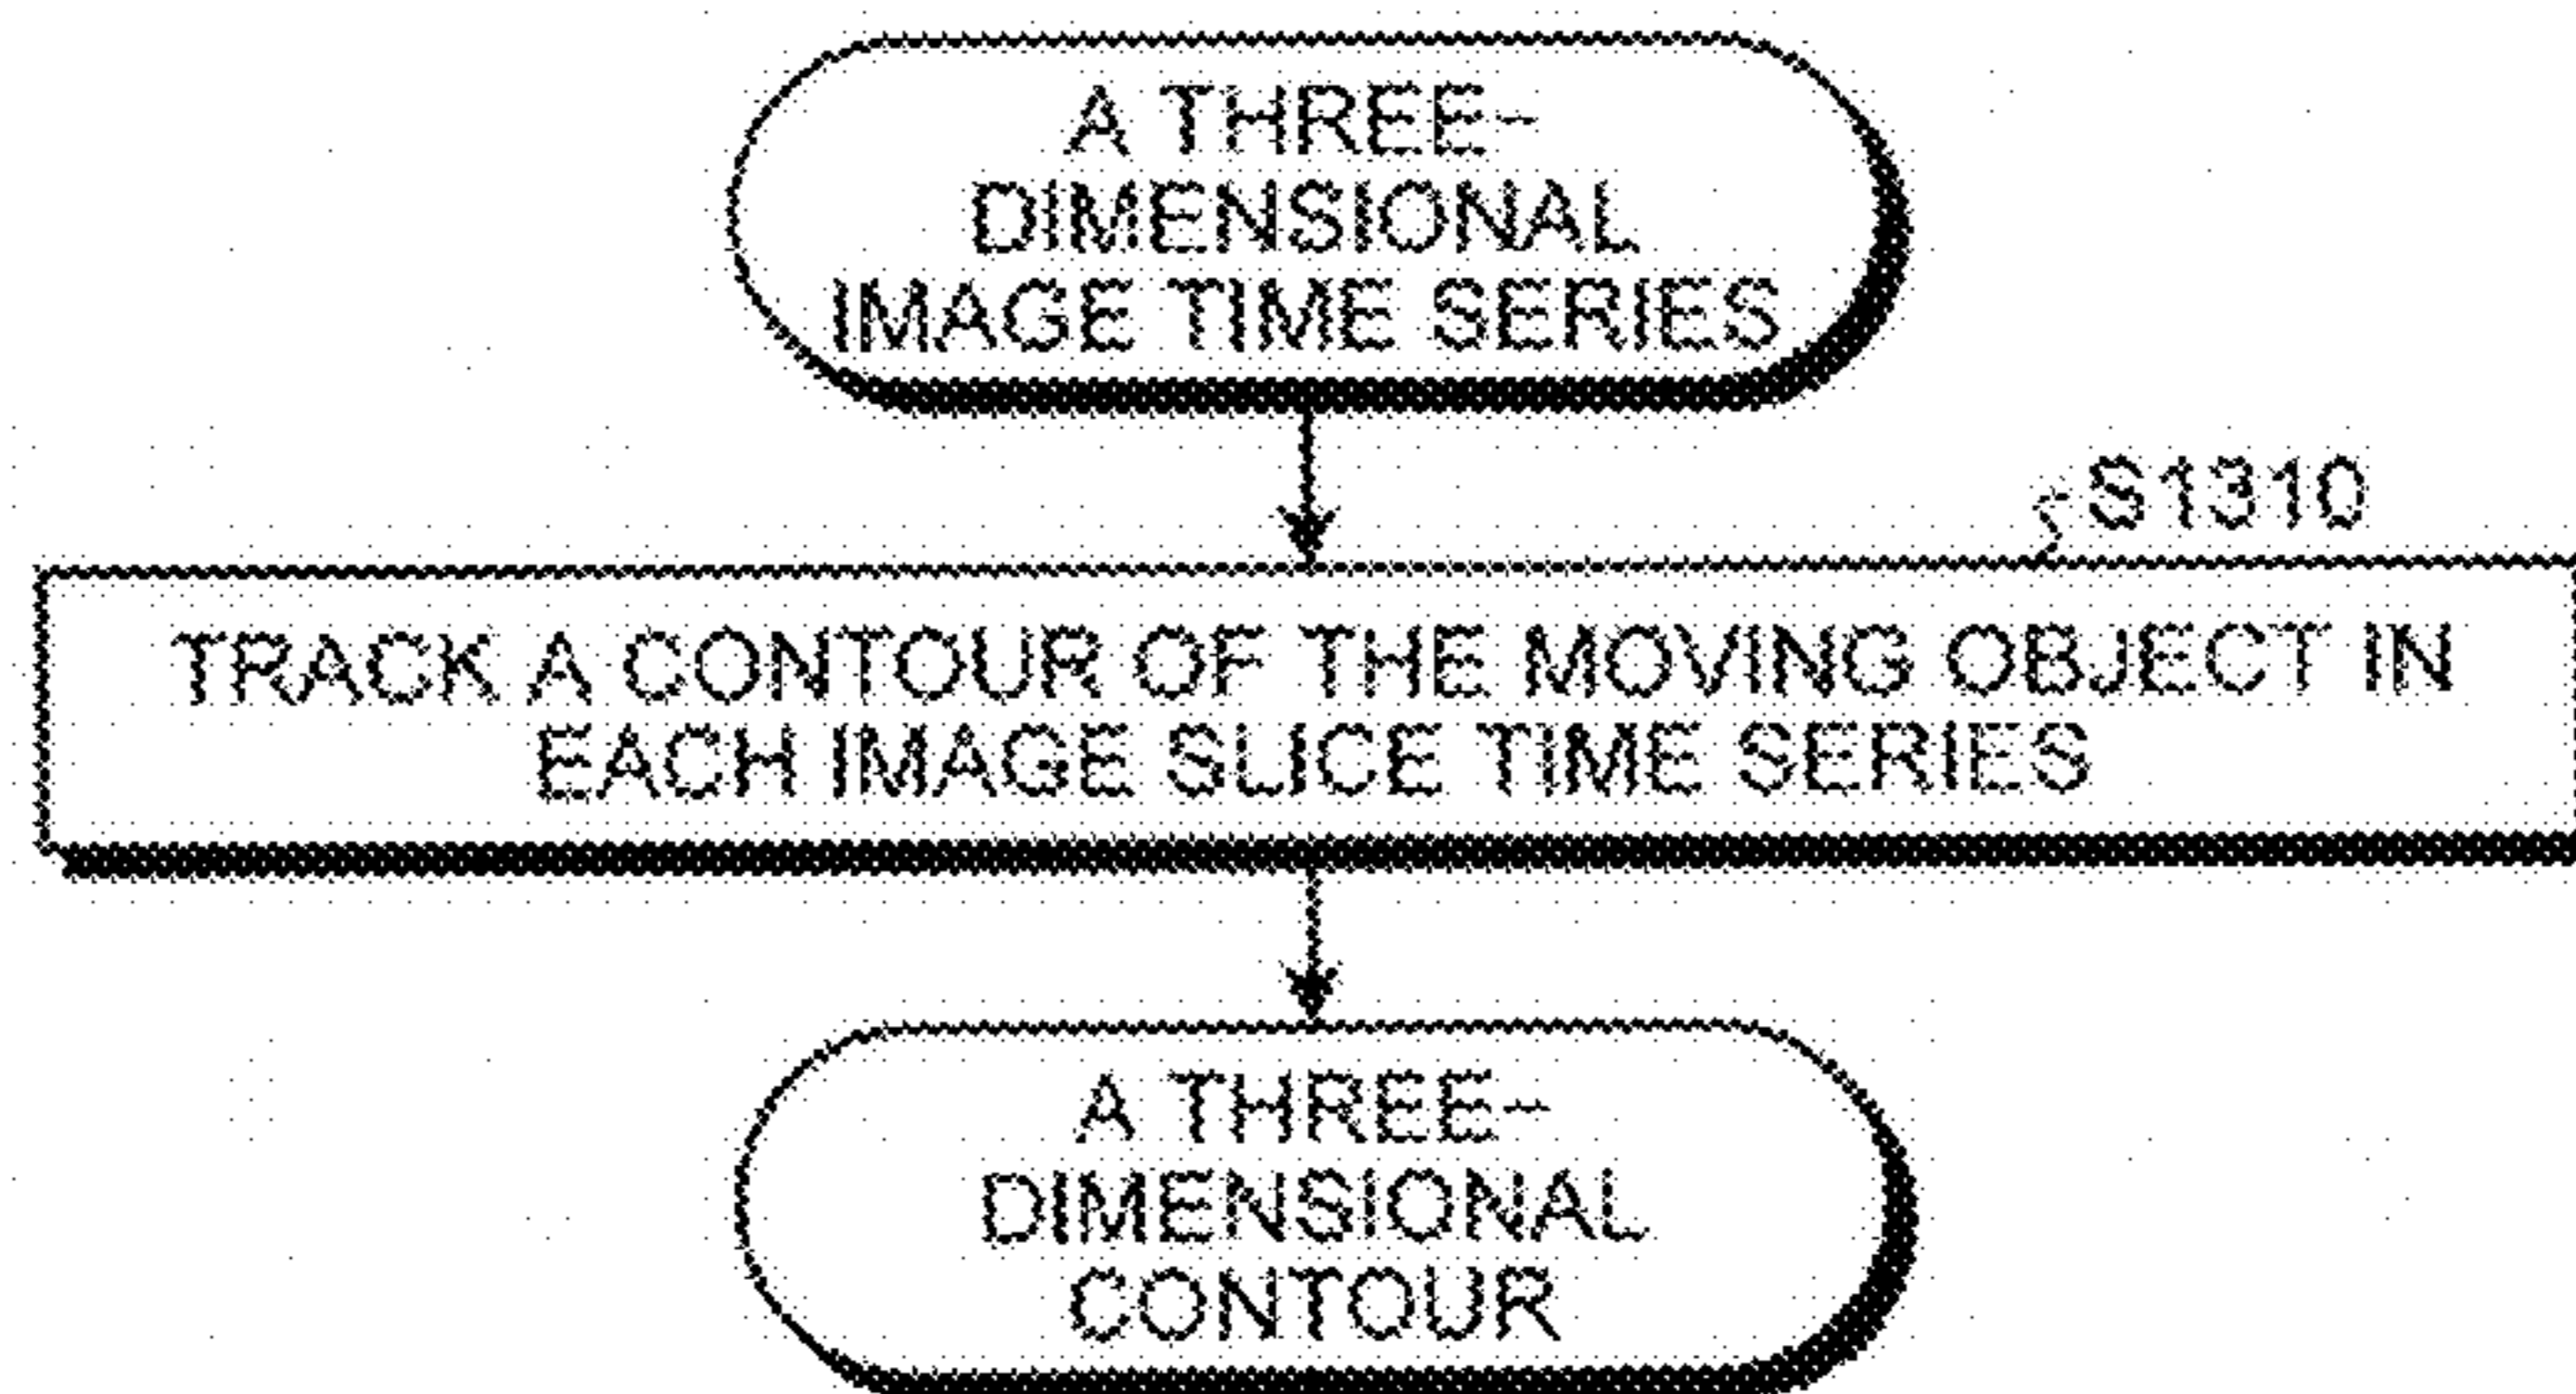 A THREE-
DIMENSIONAL
IMAGE TIME SERIES
S1310
TRACK A CONTOUR OF THE MOVING OBJECT IN
EACH IMAGE SLICE TIME SERIES
A THREE-
DIMENSIONAL
CONTOUR